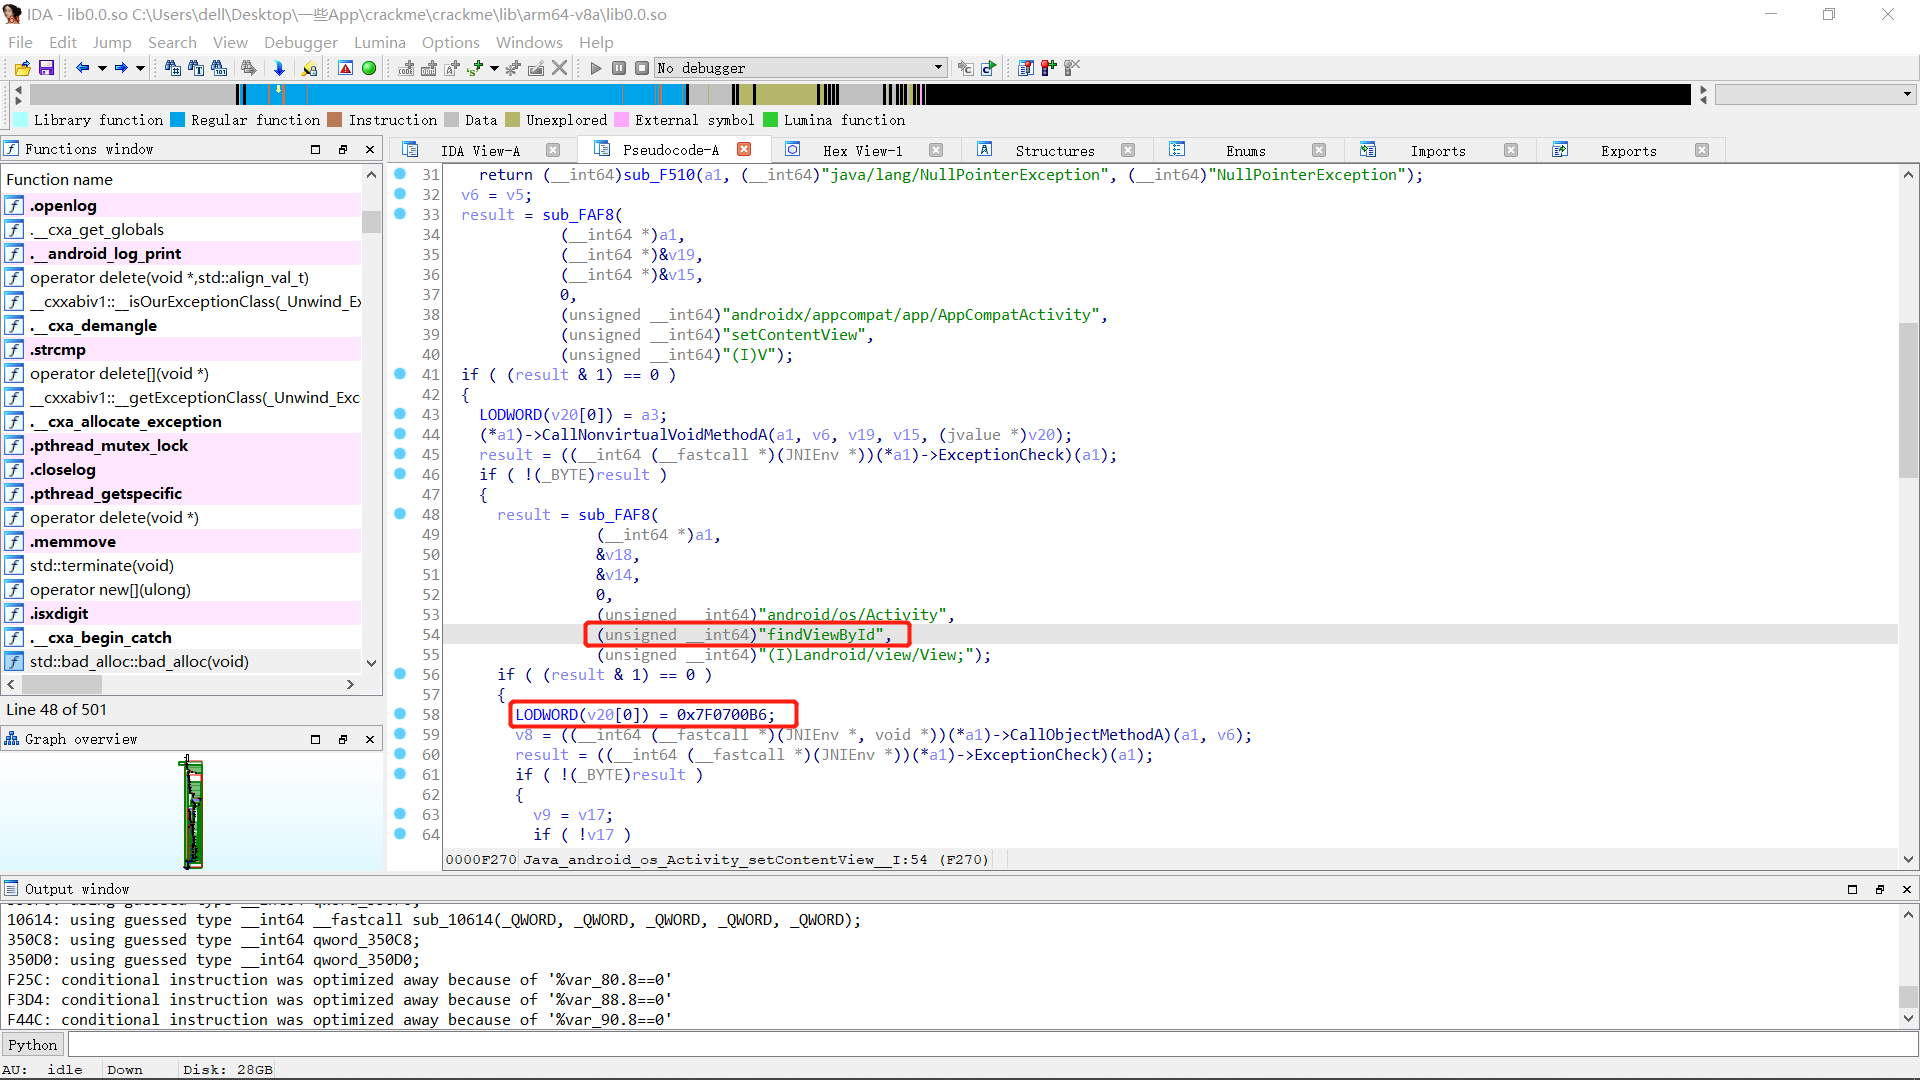 IDA - lib0.0.so C:\Users\dell\Desktop\一些App\crackme\crackme\lib\arm64-v8a\lib0.0.so
File Edit Jump Search View Debugger Lumina Options Windows Help
No debugger
Library function Regular function Instruction Data Unexplored External symbol Lumina function
Functions window
IDA View-A Pseudocode-A Hex View-1 Structures Enums Imports Exports
Function name
.openlog
.__cxa_get_globals
.__android_log_print
operator delete(void *,std::align_val_t)
__cxxabiv1::__isOurExceptionClass(_Unwind_Ex
.__cxa_demangle
.strcmp
operator delete[](void *)
__cxxabiv1::__getExceptionClass(_Unwind_Exc
.__cxa_allocate_exception
.pthread_mutex_lock
.closelog
.pthread_getspecific
operator delete(void *)
.memmove
std::terminate(void)
operator new[](ulong)
.isxdigit
.__cxa_begin_catch
std::bad_alloc::bad_alloc(void)
Line 48 of 501
Graph overview
31 return (__int64)sub_F510(a1, (__int64)"java/lang/NullPointerException", (__int64)"NullPointerException");
32 v6 = v5;
33 result = sub_FAF8(
34 (__int64 *)a1,
35 (__int64 *)&v19,
36 (__int64 *)&v15,
37 0,
38 (unsigned __int64)"androidx/appcompat/app/AppCompatActivity",
39 (unsigned __int64)"setContentView",
40 (unsigned __int64)"(I)V");
41 if ( (result & 1) == 0 )
42 {
43 LODWORD(v20[0]) = a3;
44 (*a1)->CallNonvirtualVoidMethodA(a1, v6, v19, v15, (jvalue *)v20);
45 result = ((__int64 (__fastcall *)(JNIEnv *))(*a1)->ExceptionCheck)(a1);
46 if ( !(_BYTE)result )
47 {
48 result = sub_FAF8(
49 (__int64 *)a1,
50 &v18,
51 &v14,
52 0,
53 (unsigned __int64)"android/os/Activity",
54 (unsigned __int64)"findViewById",
55 (unsigned __int64)"(I)Landroid/view/View;");
56 if ( (result & 1) == 0 )
57 {
58 LODWORD(v20[0]) = 0x7F0700B6;
59 v8 = ((__int64 (__fastcall *)(JNIEnv *, void *))(*a1)->CallObjectMethodA)(a1, v6);
60 result = ((__int64 (__fastcall *)(JNIEnv *))(*a1)->ExceptionCheck)(a1);
61 if ( !(_BYTE)result )
62 {
63 v9 = v17;
64 if ( !v17 )
0000F270 Java_android_os_Activity_setContentView__I:54 (F270)
Output window
10614: using guessed type __int64 __fastcall sub_10614(_QWORD, _QWORD, _QWORD, _QWORD, _QWORD);
350C8: using guessed type __int64 qword_350C8;
350D0: using guessed type __int64 qword_350D0;
F25C: conditional instruction was optimized away because of '%var_80.8==0'
F3D4: conditional instruction was optimized away because of '%var_88.8==0'
F44C: conditional instruction was optimized away because of '%var_90.8==0'
Python
AU: idle Down Disk: 28GB